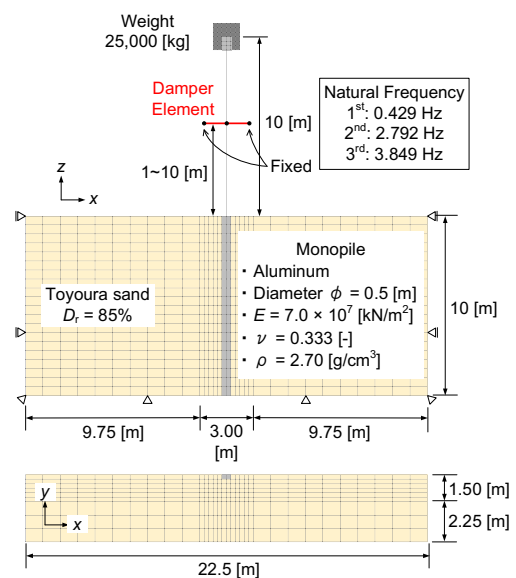 Weight
25,000 [kg]
Damper
Element
Natural Frequency
1st: 0.429 Hz
2nd: 2.792 Hz
3rd: 3.849 Hz
10 [m]
Fixed
1~10 [m]
z
x
Monopile
・ Aluminum
・ Diameter ϕ = 0.5 [m]
・ E = 7.0 × 10⁷ [kN/m²]
・ ν = 0.333 [-]
・ ρ = 2.70 [g/cm³]
Toyoura sand
Dr = 85%
10 [m]
9.75 [m]
3.00
[m]
9.75 [m]
y
x
1.50 [m]
2.25[m]
22.5 [m]